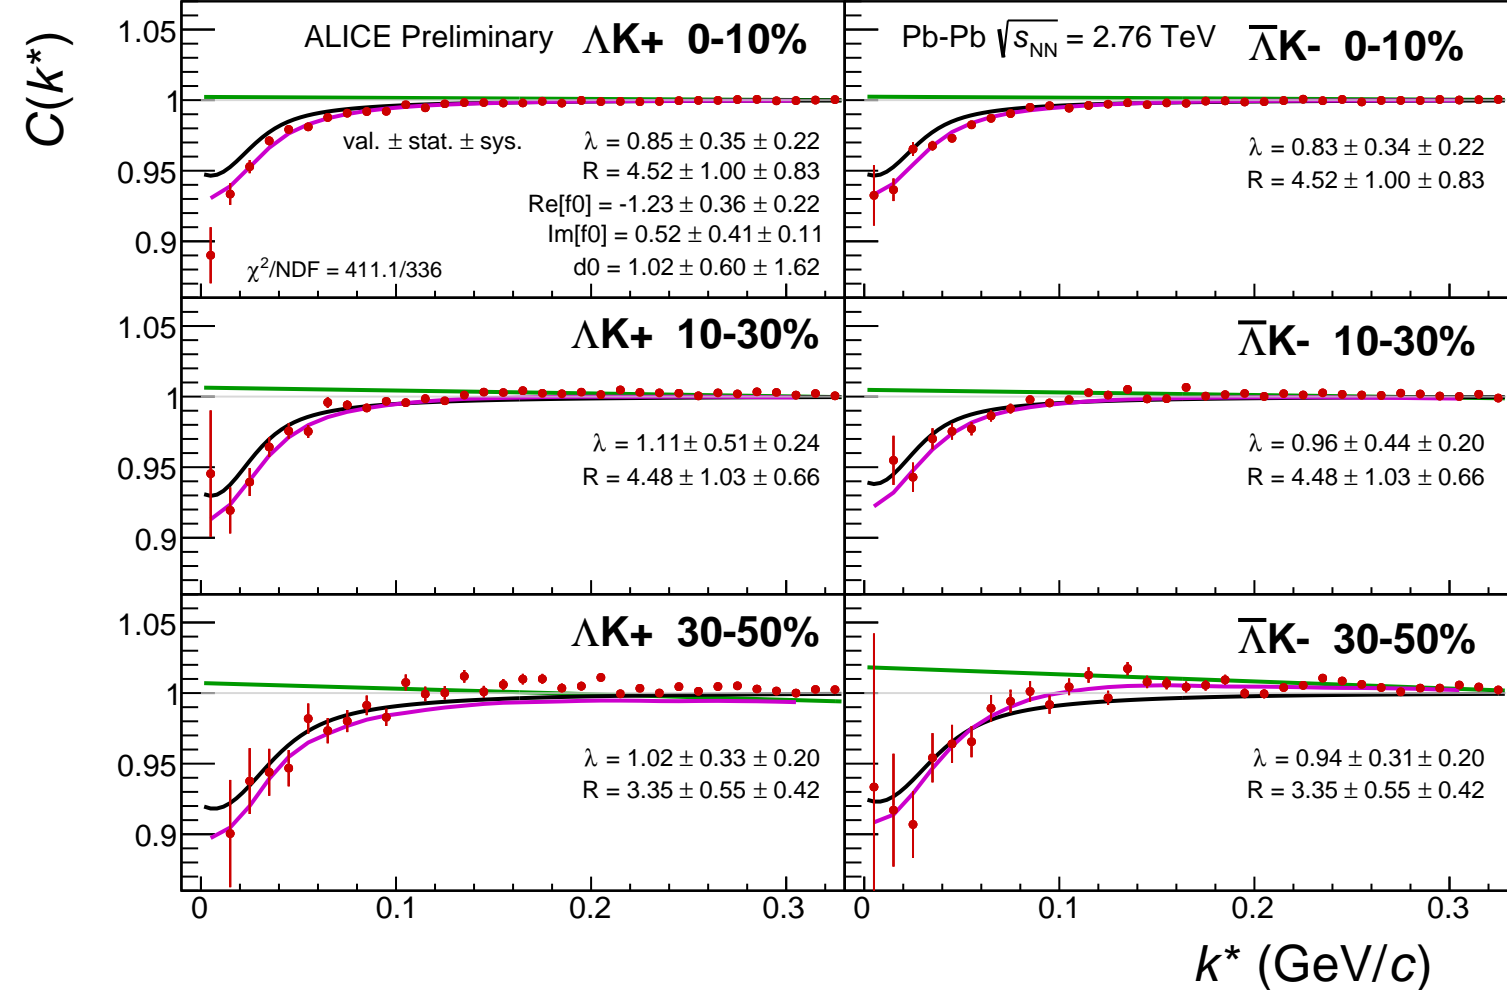 C(k*)
ALICE Preliminary ΛK+ 0-10%
val. ± stat. ± sys.
λ = 0.85 ± 0.35 ± 0.22
R = 4.52 ± 1.00 ± 0.83
Re[f0] = -1.23 ± 0.36 ± 0.22
Im[f0] = 0.52 ± 0.41 ± 0.11
χ²/NDF = 411.1/336
d0 = 1.02 ± 0.60 ± 1.62
1.05
1
0.95
0.9
Pb-Pb √sNN = 2.76 TeV Λ̅K- 0-10%
λ = 0.83 ± 0.34 ± 0.22
R = 4.52 ± 1.00 ± 0.83
ΛK+ 10-30%
λ = 1.11 ± 0.51 ± 0.24
R = 4.48 ± 1.03 ± 0.66
1.05
1
0.95
0.9
Λ̅K- 10-30%
λ = 0.96 ± 0.44 ± 0.20
R = 4.48 ± 1.03 ± 0.66
ΛK+ 30-50%
λ = 1.02 ± 0.33 ± 0.20
R = 3.35 ± 0.55 ± 0.42
1.05
1
0.95
0.9
Λ̅K- 30-50%
λ = 0.94 ± 0.31 ± 0.20
R = 3.35 ± 0.55 ± 0.42
0 0.1 0.2 0.3
0 0.1 0.2 0.3
k* (GeV/c)